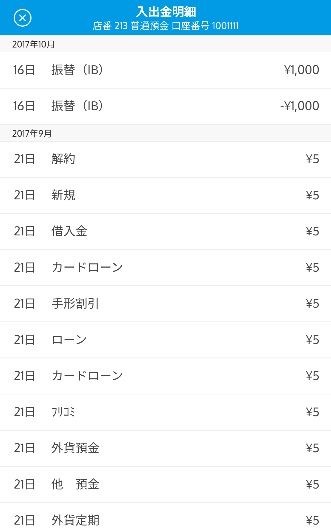 入出金明細
店番 213 普通預金 口座番号 1001111
2017年10月
16日 振替（IB） ¥1,000
16日 振替（IB） -¥1,000
2017年9月
21日 解約 ¥5
21日 新規 ¥5
21日 借入金 ¥5
21日 カードローン ¥5
21日 手形割引 ¥5
21日 ローン ¥5
21日 カードローン ¥5
21日 ﾌﾘｺﾐ ¥5
21日 外貨預金 ¥5
21日 他　預金 ¥5
21日 外貨定期 ¥5